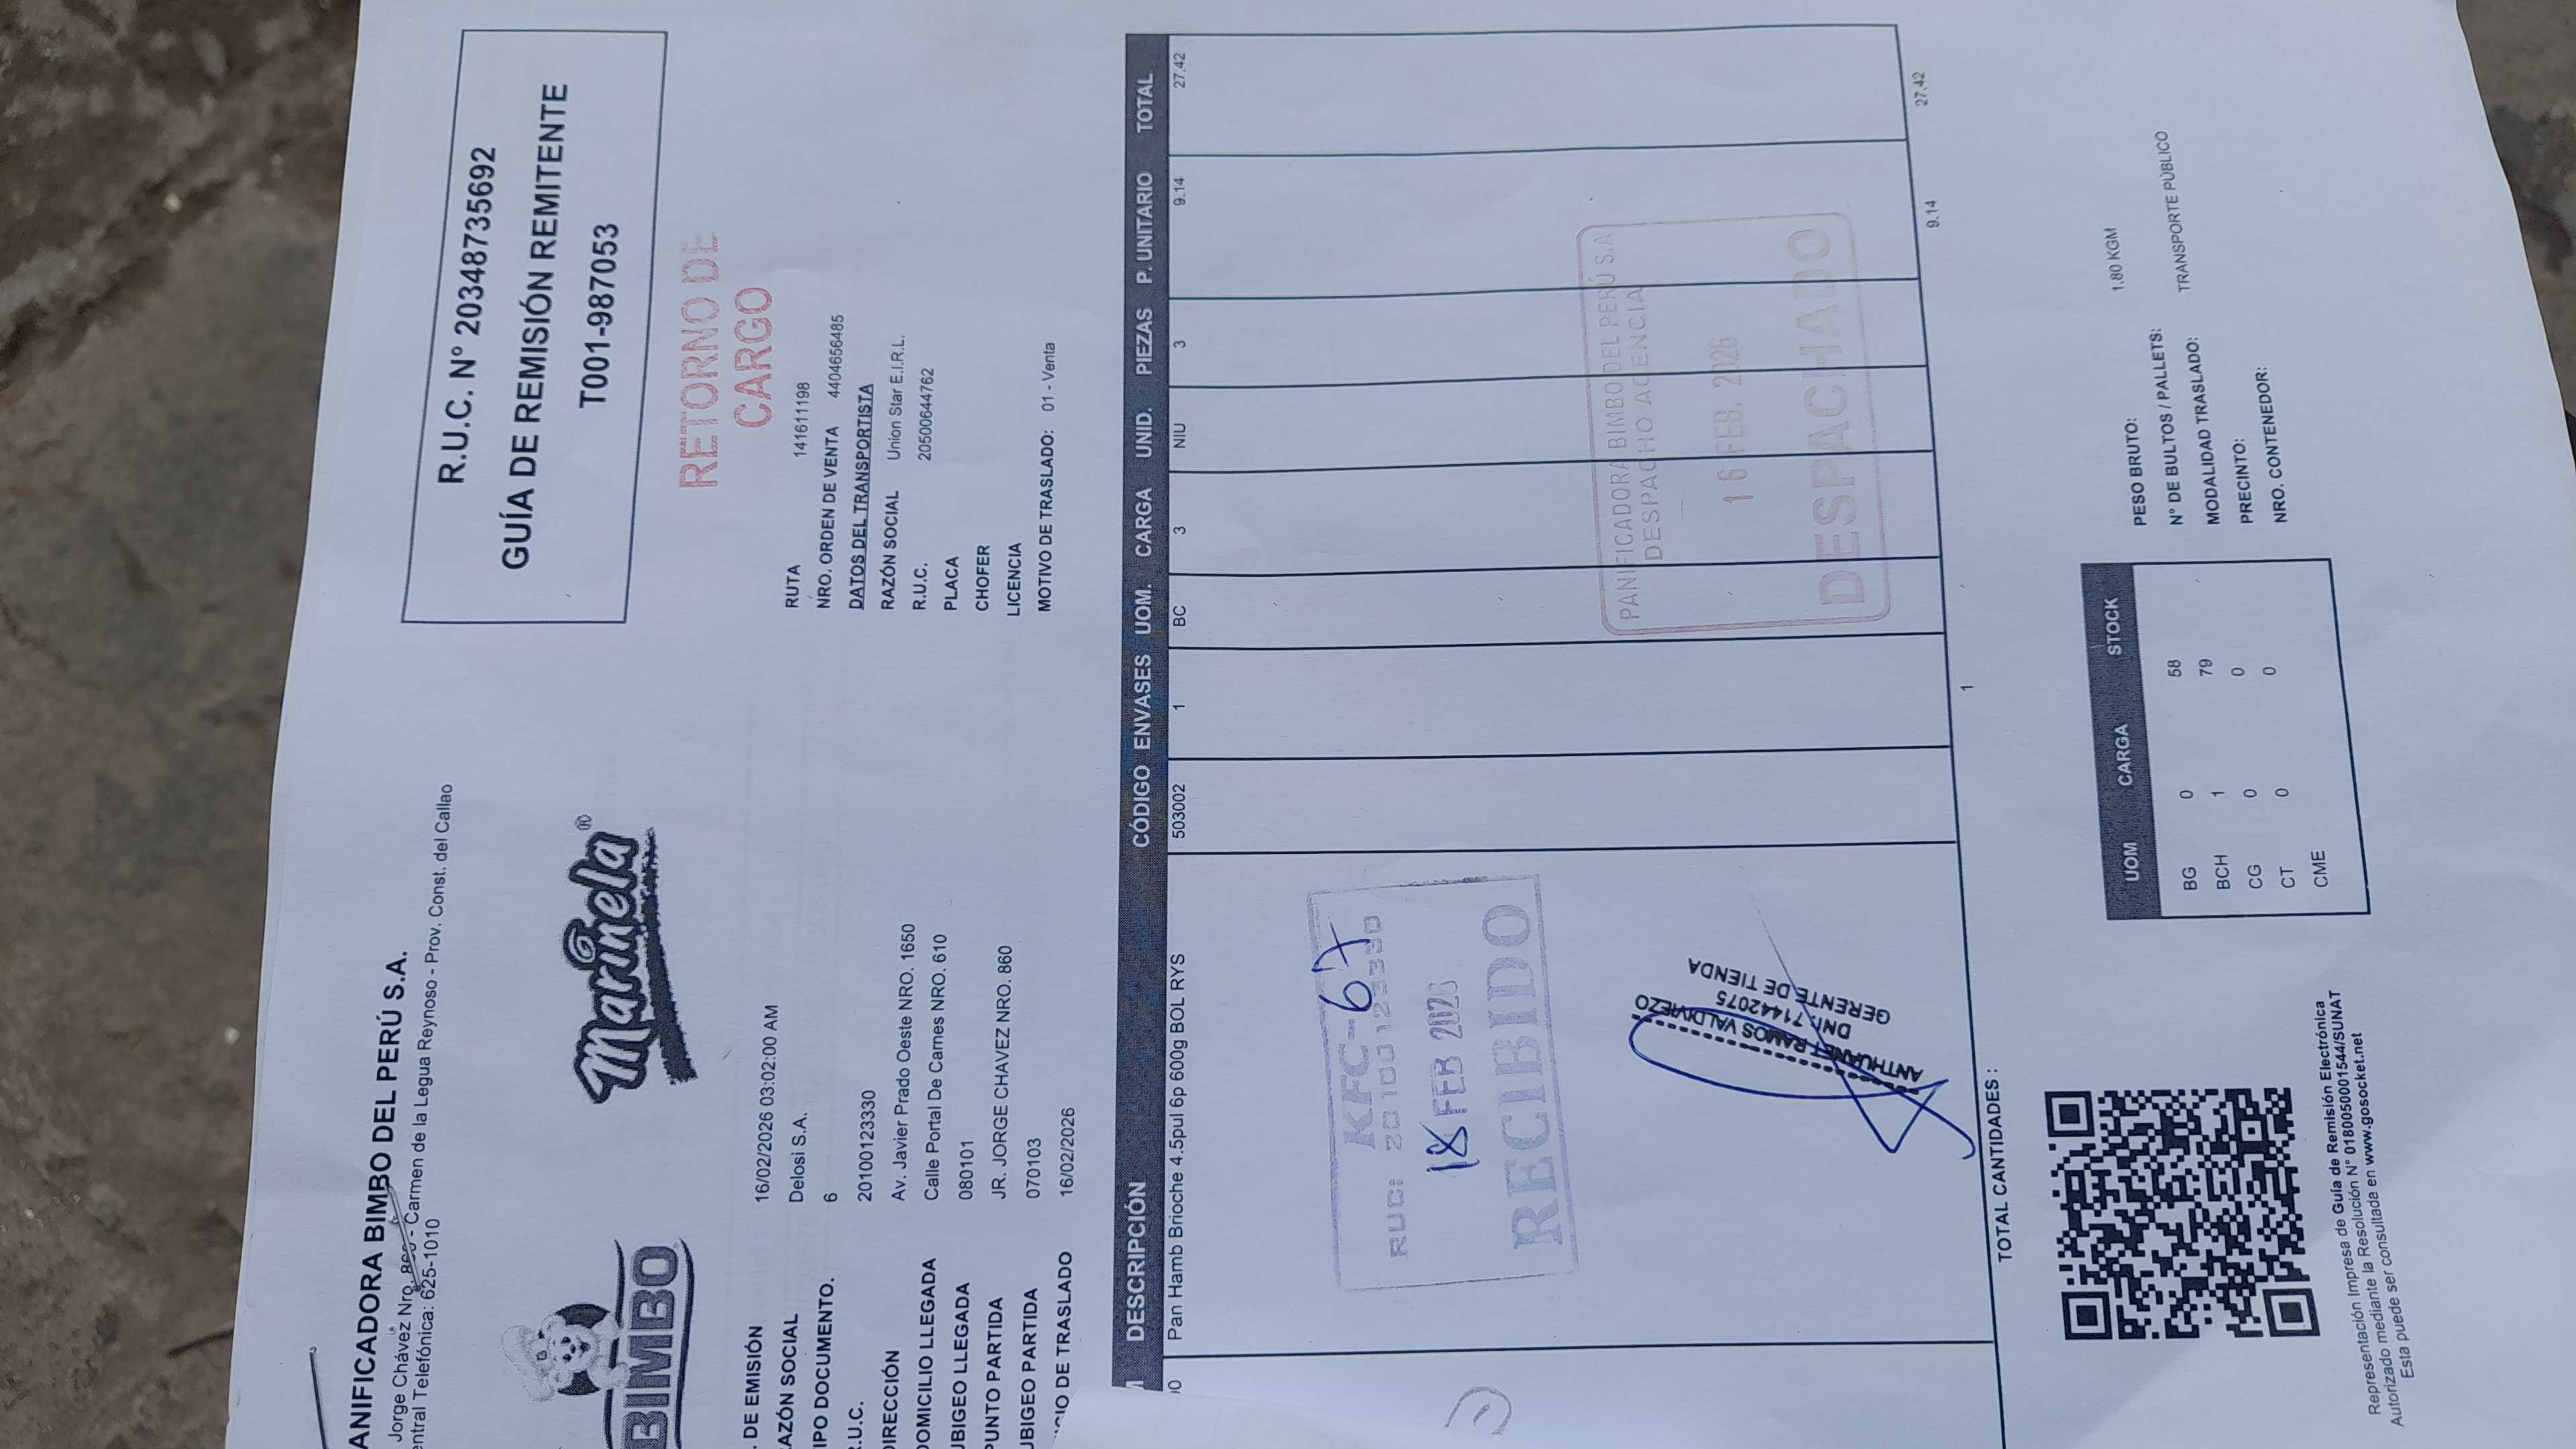 ANIFICADORA BIMBO DEL PERÚ S.A.
Jorge Chávez Nro. - Carmen de la Legua Reynoso - Prov. Const. del Callao
entral Telefónica: 625-1010
BIMBO
Marinela ®
R.U.C. N° 20348735692
GUÍA DE REMISIÓN REMITENTE
T001-987053
RETORNO DE
CARGO
. DE EMISIÓN 16/02/2026 03:02:00 AM
AZÓN SOCIAL Delosi S.A.
IPO DOCUMENTO. 6
R.U.C. 20100123330
DIRECCIÓN Av. Javier Prado Oeste NRO. 1650
DOMICILIO LLEGADA Calle Portal De Carnes NRO. 610
UBIGEO LLEGADA 080101
PUNTO PARTIDA JR. JORGE CHAVEZ NRO. 860
UBIGEO PARTIDA 070103
CIO DE TRASLADO 16/02/2026
RUTA 141611198
NRO. ORDEN DE VENTA 4404656485
DATOS DEL TRANSPORTISTA
RAZÓN SOCIAL Union Star E.I.R.L.
R.U.C. 20500644762
PLACA
CHOFER
LICENCIA
MOTIVO DE TRASLADO: 01 - Venta
DESCRIPCIÓN CÓDIGO ENVASES UOM. CARGA UNID. PIEZAS P. UNITARIO TOTAL
Pan Hamb Brioche 4.5pul 6p 600g BOL RYS 503002 1 BC 3 NIU 3 9.14 27.42
KFC-67
RUC: 20100123330
18 FEB 2026
RECIBIDO
ANTHUANET RAMOS VALDIVIEZO
DNI: 71442075
GERENTE DE TIENDA
PANIFICADORA BIMBO DEL PERÚ S.A
DESPACHO AGENCIA
16 FEB. 2026
DESPACHADO
TOTAL CANTIDADES : 1 9.14 27.42
UOM CARGA STOCK
BG 0 58
BCH 1 79
CG 0 0
CT 0 0
CME
PESO BRUTO: 1.80 KGM
N° DE BULTOS / PALLETS:
MODALIDAD TRASLADO: TRANSPORTE PÚBLICO
PRECINTO:
NRO. CONTENEDOR:
Representación Impresa de Guía de Remisión Electrónica
Autorizado mediante la Resolución N° 0180050001544/SUNAT
Esta puede ser consultada en www.gosocket.net